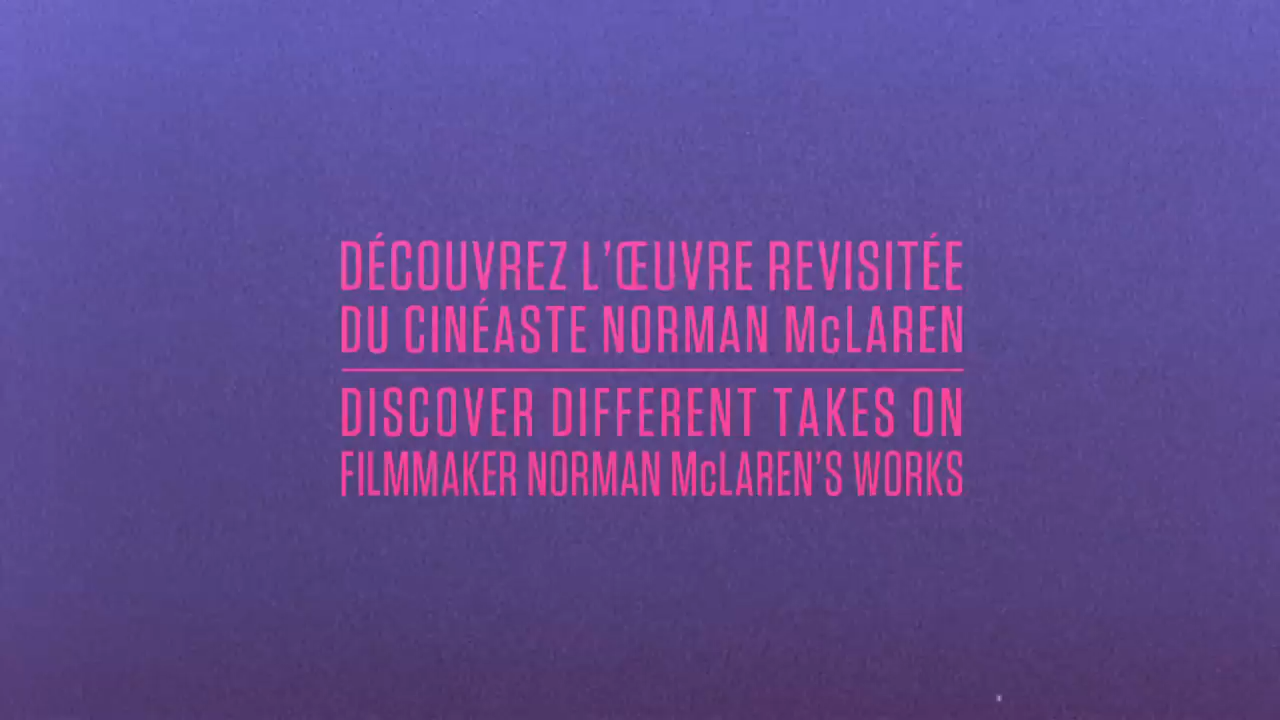 DÉCOUVREZ L'ŒUVRE REVISITÉE
DU CINÉASTE NORMAN McLAREN
DISCOVER DIFFERENT TAKES ON
FILMMAKER NORMAN McLAREN'S WORKS